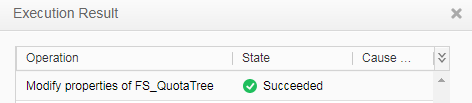 Execution Result
Operation State Cause ...
Modify properties of FS_QuotaTree Succeeded